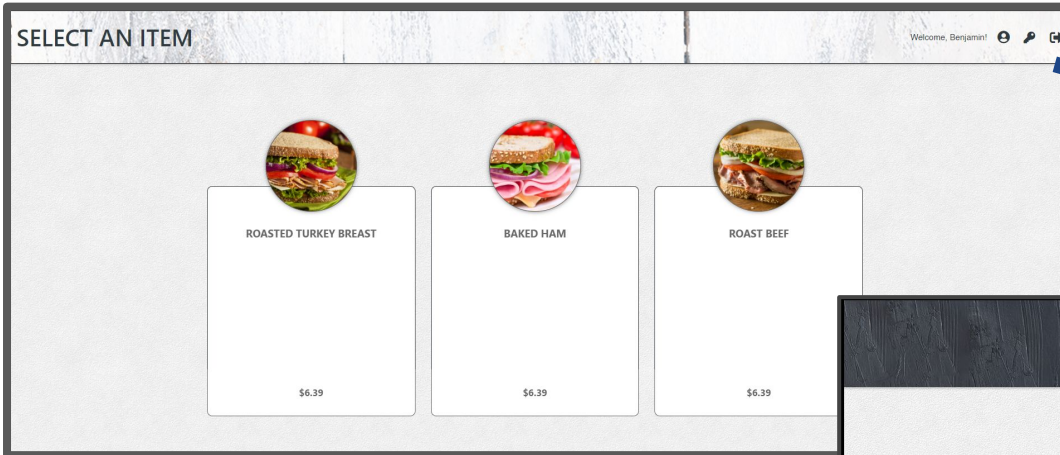 SELECT AN ITEM
Welcome, Benjamin!
ROASTED TURKEY BREAST
BAKED HAM
ROAST BEEF
$6.39
$6.39
$6.39